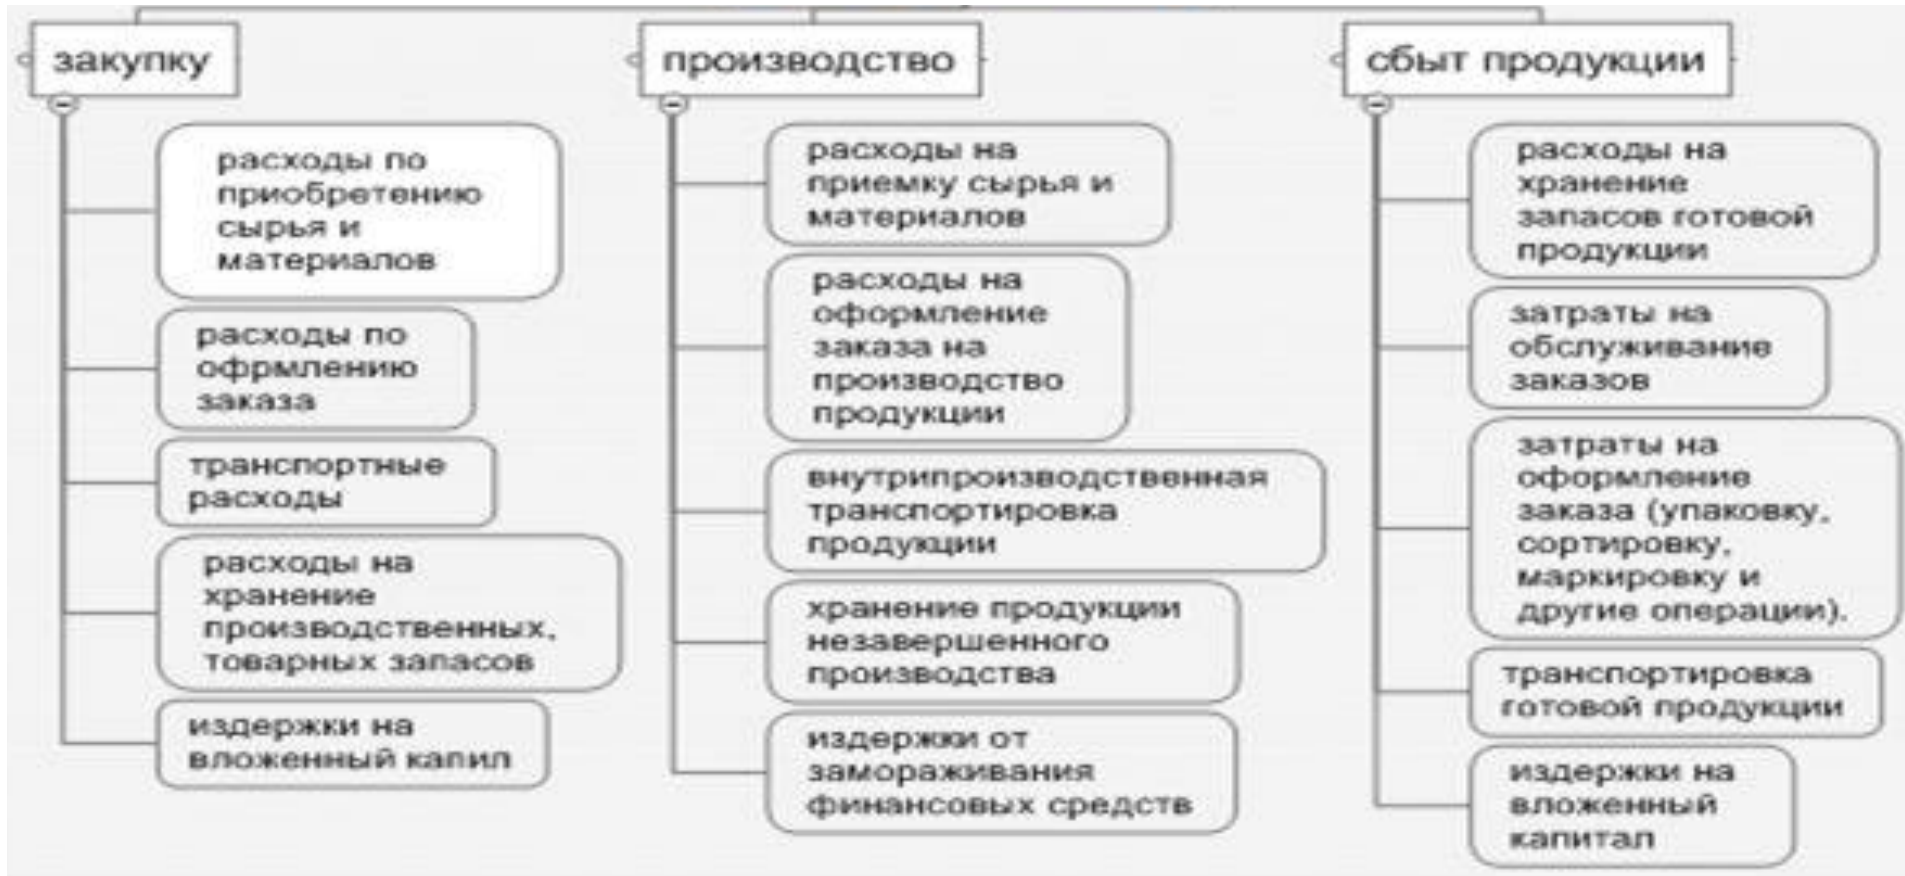 закупку
расходы по
приобретению
сырья и
материалов
расходы по
офрмлению
заказа
транспортные
расходы
расходы на
хранение
производственных,
товарных запасов
издержки на
вложенный капил
производство
расходы на
приемку сырья и
материалов
расходы на
оформление
заказа на
производство
продукции
внутрипроизводственная
транспортировка
продукции
хранение продукции
незавершенного
производства
издержки от
замораживания
финансовых средств
сбыт продукции
расходы на
хранение
запасов готовой
продукции
затраты на
обслуживание
заказов
затраты на
оформление
заказа (упаковку,
сортировку,
маркировку и
другие операции).
транспортировка
готовой продукции
издержки на
вложенный
капитал